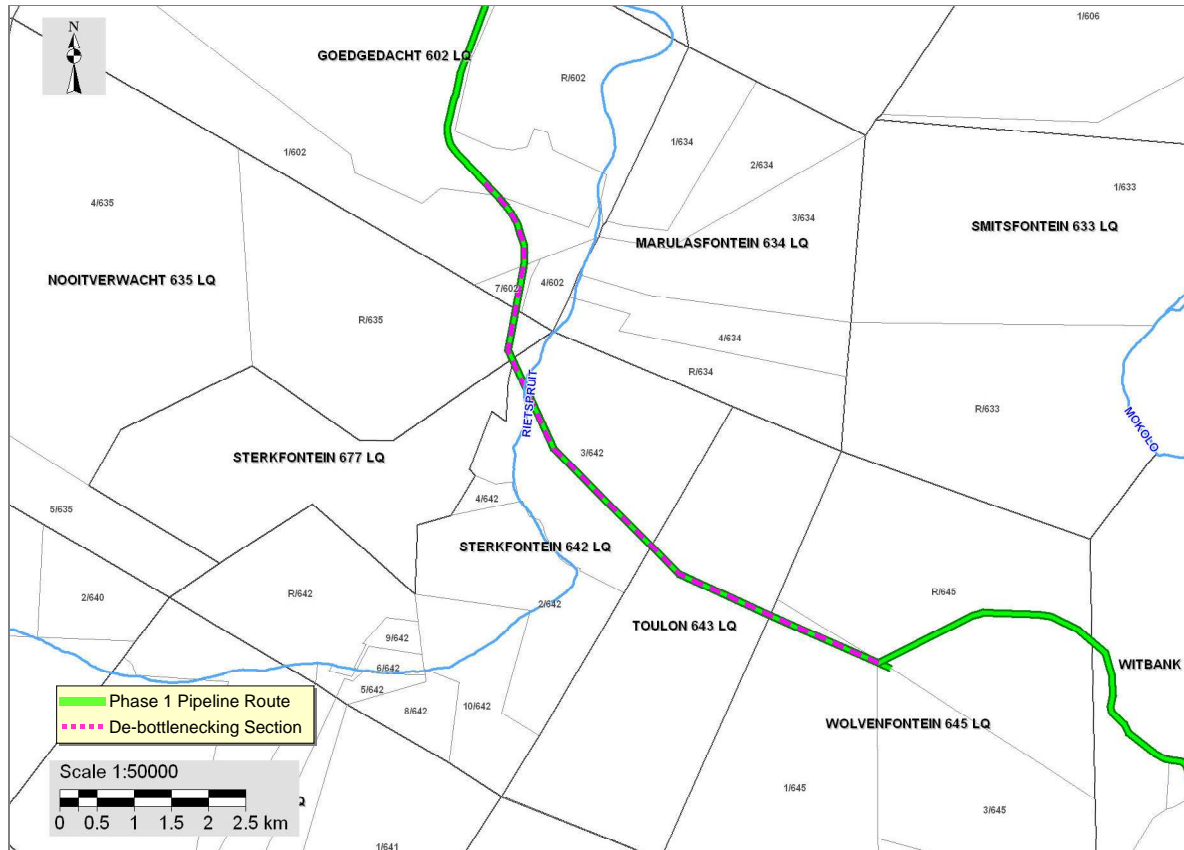 N
1/606
GOEDGEDACHT 602 LQ
R/602
1/634
1/602
2/634
1/633
4/635
3/634
SMITSFONTEIN 633 LQ
MARULASFONTEIN 634 LQ
NOOITVERWACHT 635 LQ
7/602
4/602
R/635
4/634
R/634
RIETSPRUIT
R/633
MOKOLO
STERKFONTEIN 677 LQ
3/642
4/642
5/635
STERKFONTEIN 642 LQ
2/640
R/642
2/642
R/645
TOULON 643 LQ
9/642
6/642
WITBANK
5/642
Phase 1 Pipeline Route
8/642
10/642
De-bottlenecking Section
WOLVENFONTEIN 645 LQ
Scale 1:50000
1/645
Q
0 0.5 1 1.5 2 2.5 km
3/645
1/641